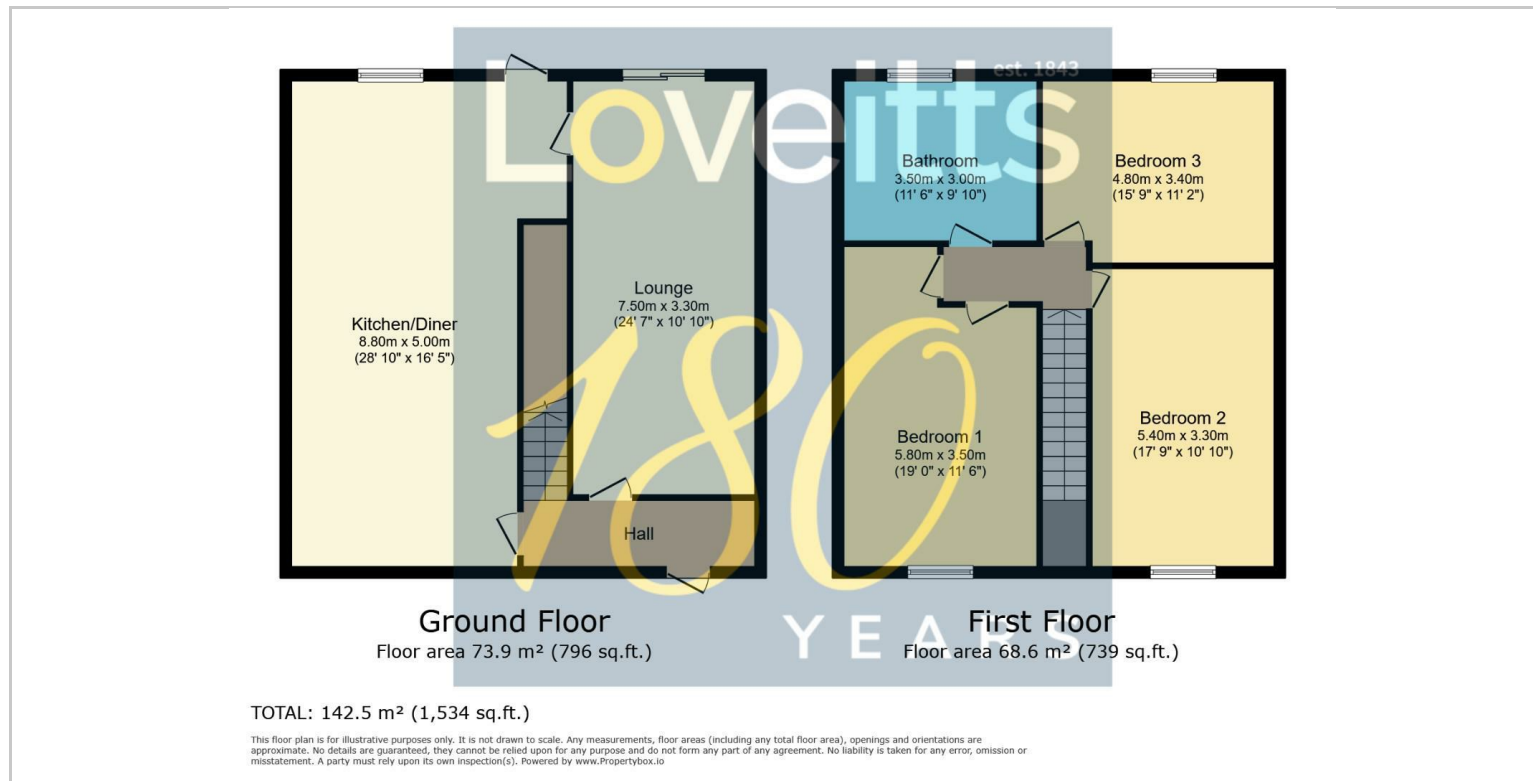 est. 1843
Loveitts
180
YEARS
Kitchen/Diner
8.80m x 5.00m
(28' 10" x 16' 5")
Lounge
7.50m x 3.30m
(24' 7" x 10' 10")
Hall
Ground Floor
Floor area 73.9 m² (796 sq.ft.)
Bathroom
3.50m x 3.00m
(11' 6" x 9' 10")
Bedroom 3
4.80m x 3.40m
(15' 9" x 11' 2")
Bedroom 1
5.80m x 3.50m
(19' 0" x 11' 6")
Bedroom 2
5.40m x 3.30m
(17' 9" x 10' 10")
First Floor
Floor area 68.6 m² (739 sq.ft.)
TOTAL: 142.5 m² (1,534 sq.ft.)
This floor plan is for illustrative purposes only. It is not drawn to scale. Any measurements, floor areas (including any total floor area), openings and orientations are
approximate. No details are guaranteed, they cannot be relied upon for any purpose and do not form any part of any agreement. No liability is taken for any error, omission or
misstatement. A party must rely upon its own inspection(s). Powered by www.Propertybox.io